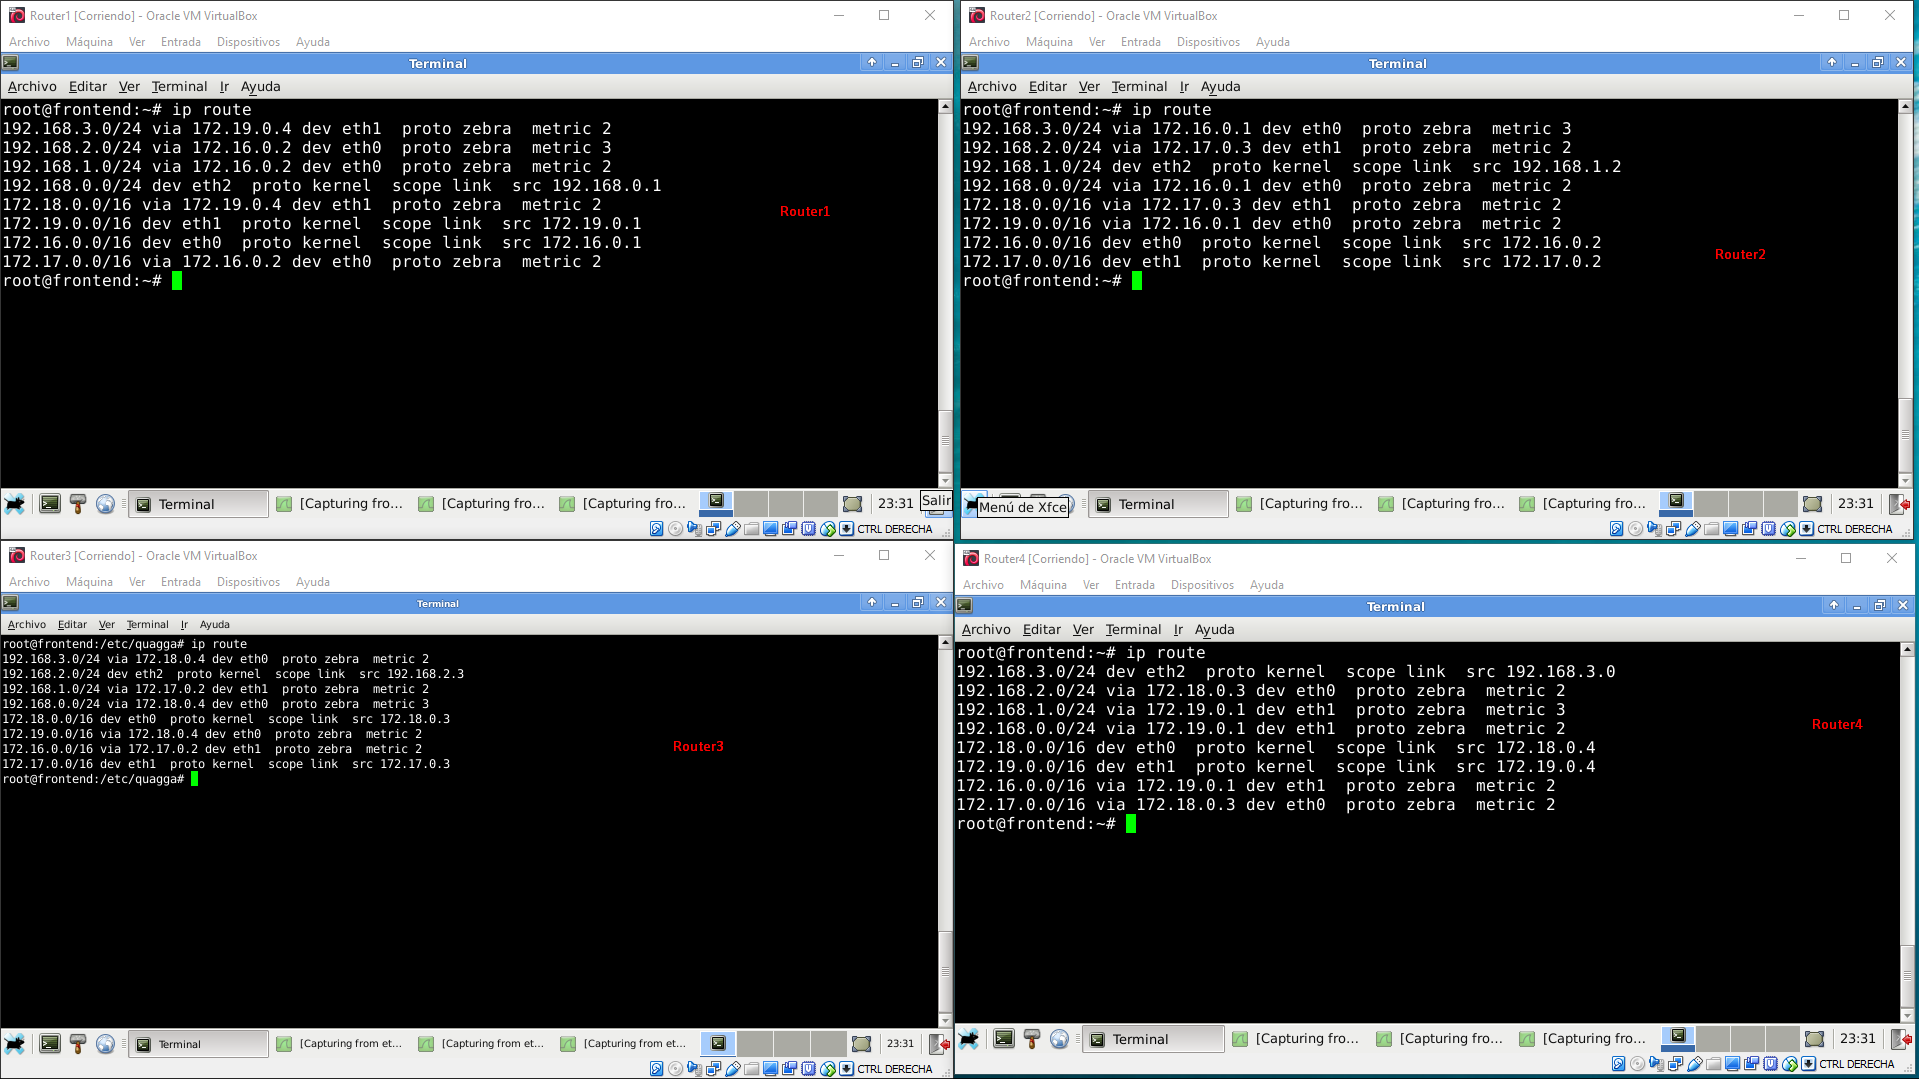 Router1 [Corriendo] - Oracle VM VirtualBox
Archivo Máquina Ver Entrada Dispositivos Ayuda
Terminal
Archivo Editar Ver Terminal Ir Ayuda
root@frontend:~# ip route
192.168.3.0/24 via 172.19.0.4 dev eth1  proto zebra  metric 2
192.168.2.0/24 via 172.16.0.2 dev eth0  proto zebra  metric 3
192.168.1.0/24 via 172.16.0.2 dev eth0  proto zebra  metric 2
192.168.0.0/24 dev eth2  proto kernel  scope link  src 192.168.0.1
172.18.0.0/16 via 172.19.0.4 dev eth1  proto zebra  metric 2
172.19.0.0/16 dev eth1  proto kernel  scope link  src 172.19.0.1
172.16.0.0/16 dev eth0  proto kernel  scope link  src 172.16.0.1
172.17.0.0/16 via 172.16.0.2 dev eth0  proto zebra  metric 2
root@frontend:~#
Router1
Terminal [Capturing fro... [Capturing fro... [Capturing fro... 23:31 Salir
CTRL DERECHA
Router2 [Corriendo] - Oracle VM VirtualBox
Archivo Máquina Ver Entrada Dispositivos Ayuda
Terminal
Archivo Editar Ver Terminal Ir Ayuda
root@frontend:~# ip route
192.168.3.0/24 via 172.16.0.1 dev eth0  proto zebra  metric 3
192.168.2.0/24 via 172.17.0.3 dev eth1  proto zebra  metric 2
192.168.1.0/24 dev eth2  proto kernel  scope link  src 192.168.1.2
192.168.0.0/24 via 172.16.0.1 dev eth0  proto zebra  metric 2
172.18.0.0/16 via 172.17.0.3 dev eth1  proto zebra  metric 2
172.19.0.0/16 via 172.16.0.1 dev eth0  proto zebra  metric 2
172.16.0.0/16 dev eth0  proto kernel  scope link  src 172.16.0.2
172.17.0.0/16 dev eth1  proto kernel  scope link  src 172.17.0.2
root@frontend:~#
Router2
Menú de Xfce Terminal [Capturing fro... [Capturing fro... [Capturing fro... 23:31
CTRL DERECHA
Router3 [Corriendo] - Oracle VM VirtualBox
Archivo Máquina Ver Entrada Dispositivos Ayuda
Terminal
Archivo Editar Ver Terminal Ir Ayuda
root@frontend:/etc/quagga# ip route
192.168.3.0/24 via 172.18.0.4 dev eth0  proto zebra  metric 2
192.168.2.0/24 dev eth2  proto kernel  scope link  src 192.168.2.3
192.168.1.0/24 via 172.17.0.2 dev eth1  proto zebra  metric 2
192.168.0.0/24 via 172.18.0.4 dev eth0  proto zebra  metric 3
172.18.0.0/16 dev eth0  proto kernel  scope link  src 172.18.0.3
172.19.0.0/16 via 172.18.0.4 dev eth0  proto zebra  metric 2
172.16.0.0/16 via 172.17.0.2 dev eth1  proto zebra  metric 2
172.17.0.0/16 dev eth1  proto kernel  scope link  src 172.17.0.3
root@frontend:/etc/quagga#
Router3
Terminal [Capturing from et... [Capturing from et... [Capturing from et... 23:31
CTRL DERECHA
Router4 [Corriendo] - Oracle VM VirtualBox
Archivo Máquina Ver Entrada Dispositivos Ayuda
Terminal
Archivo Editar Ver Terminal Ir Ayuda
root@frontend:~# ip route
192.168.3.0/24 dev eth2  proto kernel  scope link  src 192.168.3.0
192.168.2.0/24 via 172.18.0.3 dev eth0  proto zebra  metric 2
192.168.1.0/24 via 172.19.0.1 dev eth1  proto zebra  metric 3
192.168.0.0/24 via 172.19.0.1 dev eth1  proto zebra  metric 2
172.18.0.0/16 dev eth0  proto kernel  scope link  src 172.18.0.4
172.19.0.0/16 dev eth1  proto kernel  scope link  src 172.19.0.4
172.16.0.0/16 via 172.19.0.1 dev eth1  proto zebra  metric 2
172.17.0.0/16 via 172.18.0.3 dev eth0  proto zebra  metric 2
root@frontend:~#
Router4
Terminal [Capturing fro... [Capturing fro... [Capturing fro... 23:31
CTRL DERECHA